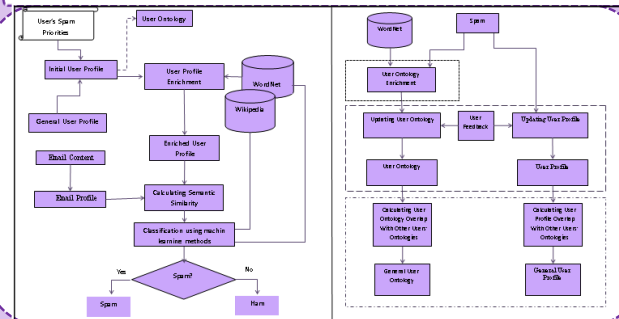 User's Spam
Priorities
User Ontology
Initial User Profile
User Profile
Enrichment
WordNet
Wikipedia
General User Profile
Enriched User
Profile
Email Content
Email Profile
Calculating Semantic
Similarity
Classification using machin
learning methods
Yes
Spam?
No
Spam
Ham
WordNet
Spam
User Ontology
Enrichment
Updating User Ontology
User
Feedback
Updating User Profile
User Ontology
User Profile
Calculating User
Ontology Overlap
With Other Users'
Ontologies
Calculating User
Profile Overlap
With Other Users'
Ontologies
General User
Ontology
General User
Profile